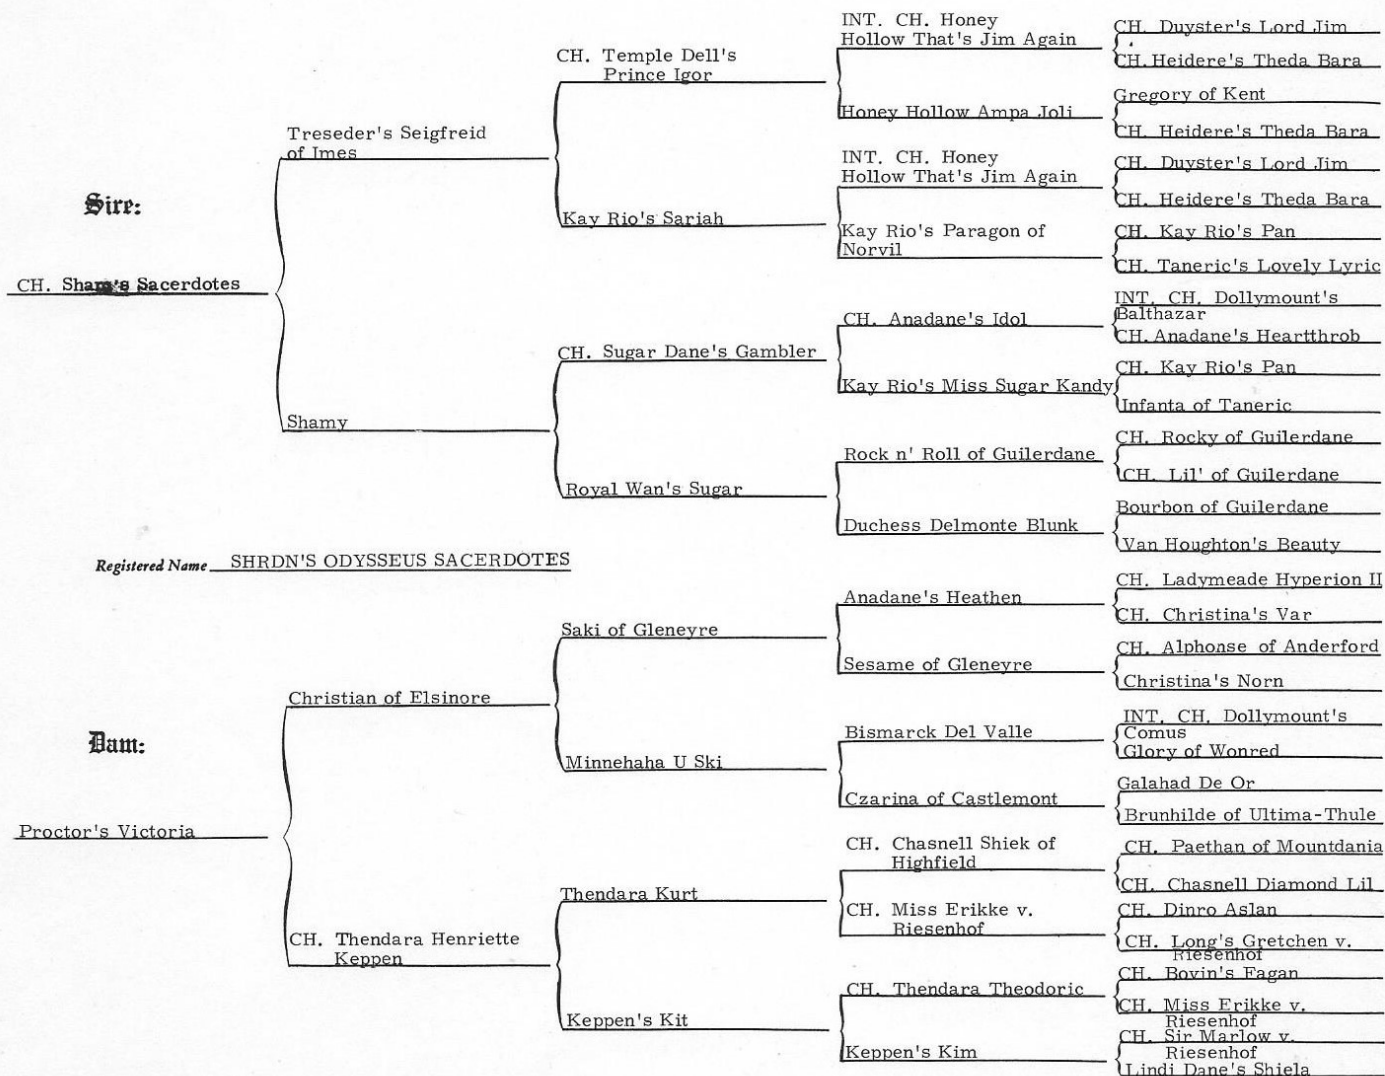 INT. CH. Honey
Hollow That's Jim Again
CH. Duyster's Lord Jim
CH. Heidere's Theda Bara
CH. Temple Dell's
Prince Igor
Honey Hollow Ampa Joli
Gregory of Kent
CH. Heidere's Theda Bara
Treseder's Seigfreid
of Imes
INT. CH. Honey
Hollow That's Jim Again
CH. Duyster's Lord Jim
CH. Heidere's Theda Bara
Sire:
Kay Rio's Sariah
Kay Rio's Paragon of
Norvil
CH. Kay Rio's Pan
CH. Taneric's Lovely Lyric
CH. Sham's Sacerdotes
CH. Anadane's Idol
INT. CH. Dollymount's
Balthazar
CH. Anadane's Heartthrob
CH. Sugar Dane's Gambler
Kay Rio's Miss Sugar Kandy
CH. Kay Rio's Pan
Infanta of Taneric
Shamy
Rock n' Roll of Guilerdane
CH. Rocky of Guilerdane
CH. Lil' of Guilerdane
Royal Wan's Sugar
Duchess Delmonte Blunk
Bourbon of Guilerdane
Van Houghton's Beauty
Registered Name SHRDN'S ODYSSEUS SACERDOTES
Anadane's Heathen
CH. Ladymeade Hyperion II
CH. Christina's Var
Saki of Gleneyre
Sesame of Gleneyre
CH. Alphonse of Anderford
Christina's Norn
Christian of Elsinore
Dam:
Bismarck Del Valle
INT. CH. Dollymount's
Comus
Glory of Wonred
Minnehaha U Ski
Czarina of Castlemont
Galahad De Or
Brunhilde of Ultima-Thule
Proctor's Victoria
CH. Chasnell Shiek of
Highfield
CH. Paethan of Mountdania
CH. Chasnell Diamond Lil
Thendara Kurt
CH. Miss Erikke v.
Riesenhof
CH. Dinro Aslan
CH. Long's Gretchen v.
Riesenhof
CH. Thendara Henriette
Keppen
CH. Thendara Theodoric
CH. Bovin's Fagan
CH. Miss Erikke v.
Riesenhof
Keppen's Kit
Keppen's Kim
CH. Sir Marlow v.
Riesenhof
Lindi Dane's Shiela